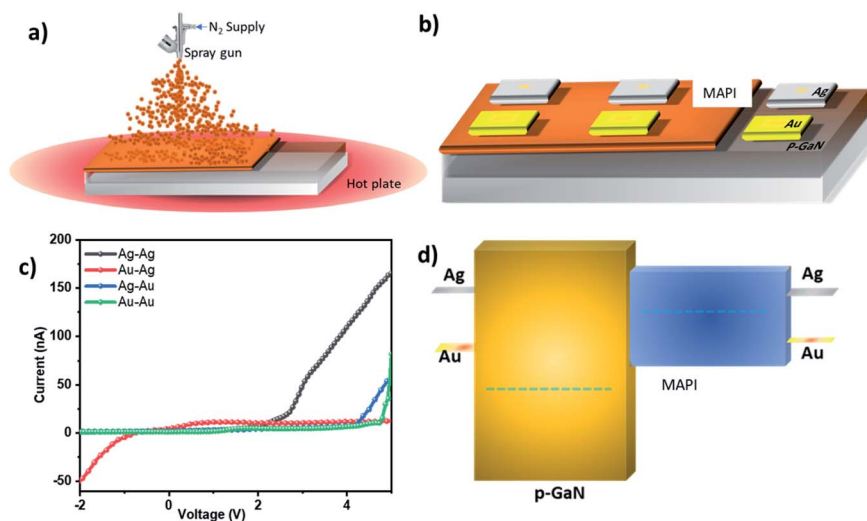 a)
N₂ Supply
Spray gun
Hot plate
b)
MAPI
Ag
Au
P-GaN
c)
200
150
100
50
0
-50
Current (nA)
Ag-Ag
Au-Ag
Ag-Au
Au-Au
-2
0
2
4
Voltage (V)
d)
Ag
Ag
Au
Au
MAPI
p-GaN